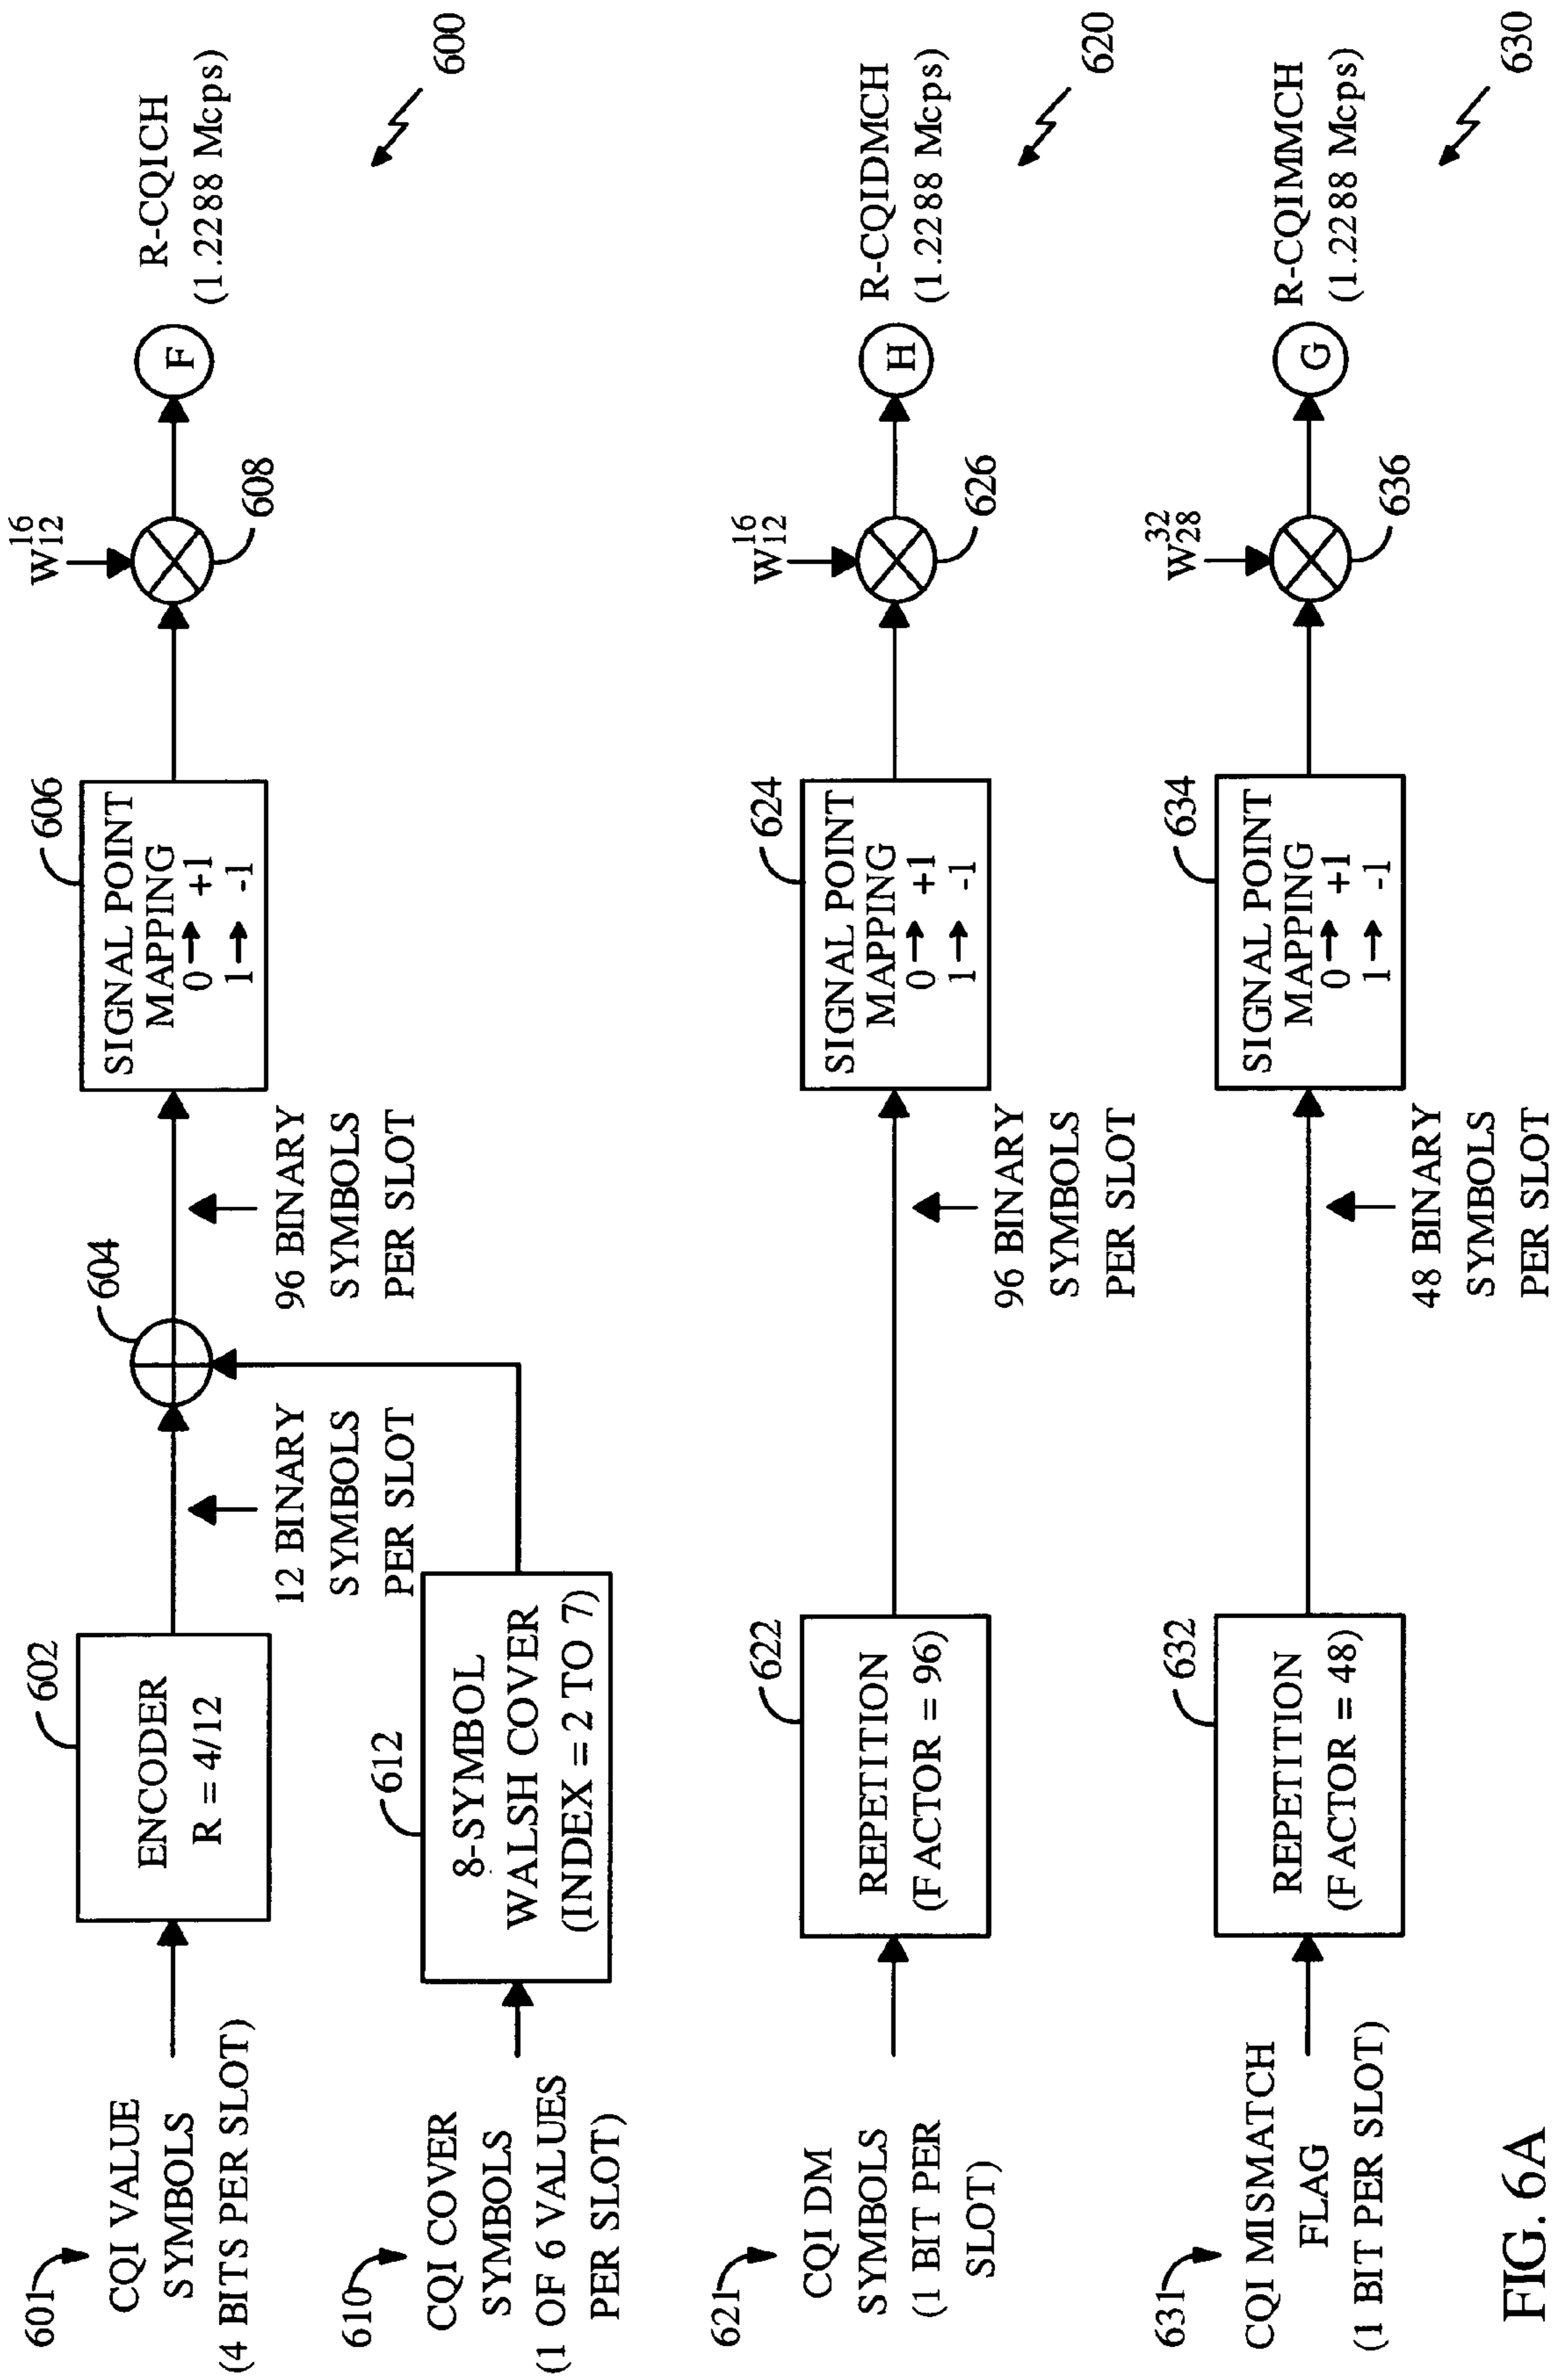 601
CQI VALUE
SYMBOLS
(4 BITS PER SLOT)
602
ENCODER
R = 4/12
12 BINARY
SYMBOLS
PER SLOT
604
96 BINARY
SYMBOLS
PER SLOT
606
SIGNAL POINT
MAPPING
0→ +1
1→ -1
W 16 12
608
F
R-CQICH
(1.2288 Mcps)
600
610
CQI COVER
SYMBOLS
(1 OF 6 VALUES
PER SLOT)
612
8-SYMBOL
WALSH COVER
(INDEX = 2 TO 7)
621
CQI DM
SYMBOLS
(1 BIT PER
SLOT)
622
REPETITION
(FACTOR = 96)
96 BINARY
SYMBOLS
PER SLOT
624
SIGNAL POINT
MAPPING
0→ +1
1→ -1
W 16 12
626
H
R-CQIDMCH
(1.2288 Mcps)
620
631
CQI MISMATCH
FLAG
(1 BIT PER SLOT)
632
REPETITION
(FACTOR = 48)
48 BINARY
SYMBOLS
PER SLOT
634
SIGNAL POINT
MAPPING
0→ +1
1→ -1
W 32 28
636
G
R-CQIMMCH
(1.2288 Mcps)
630
FIG. 6A